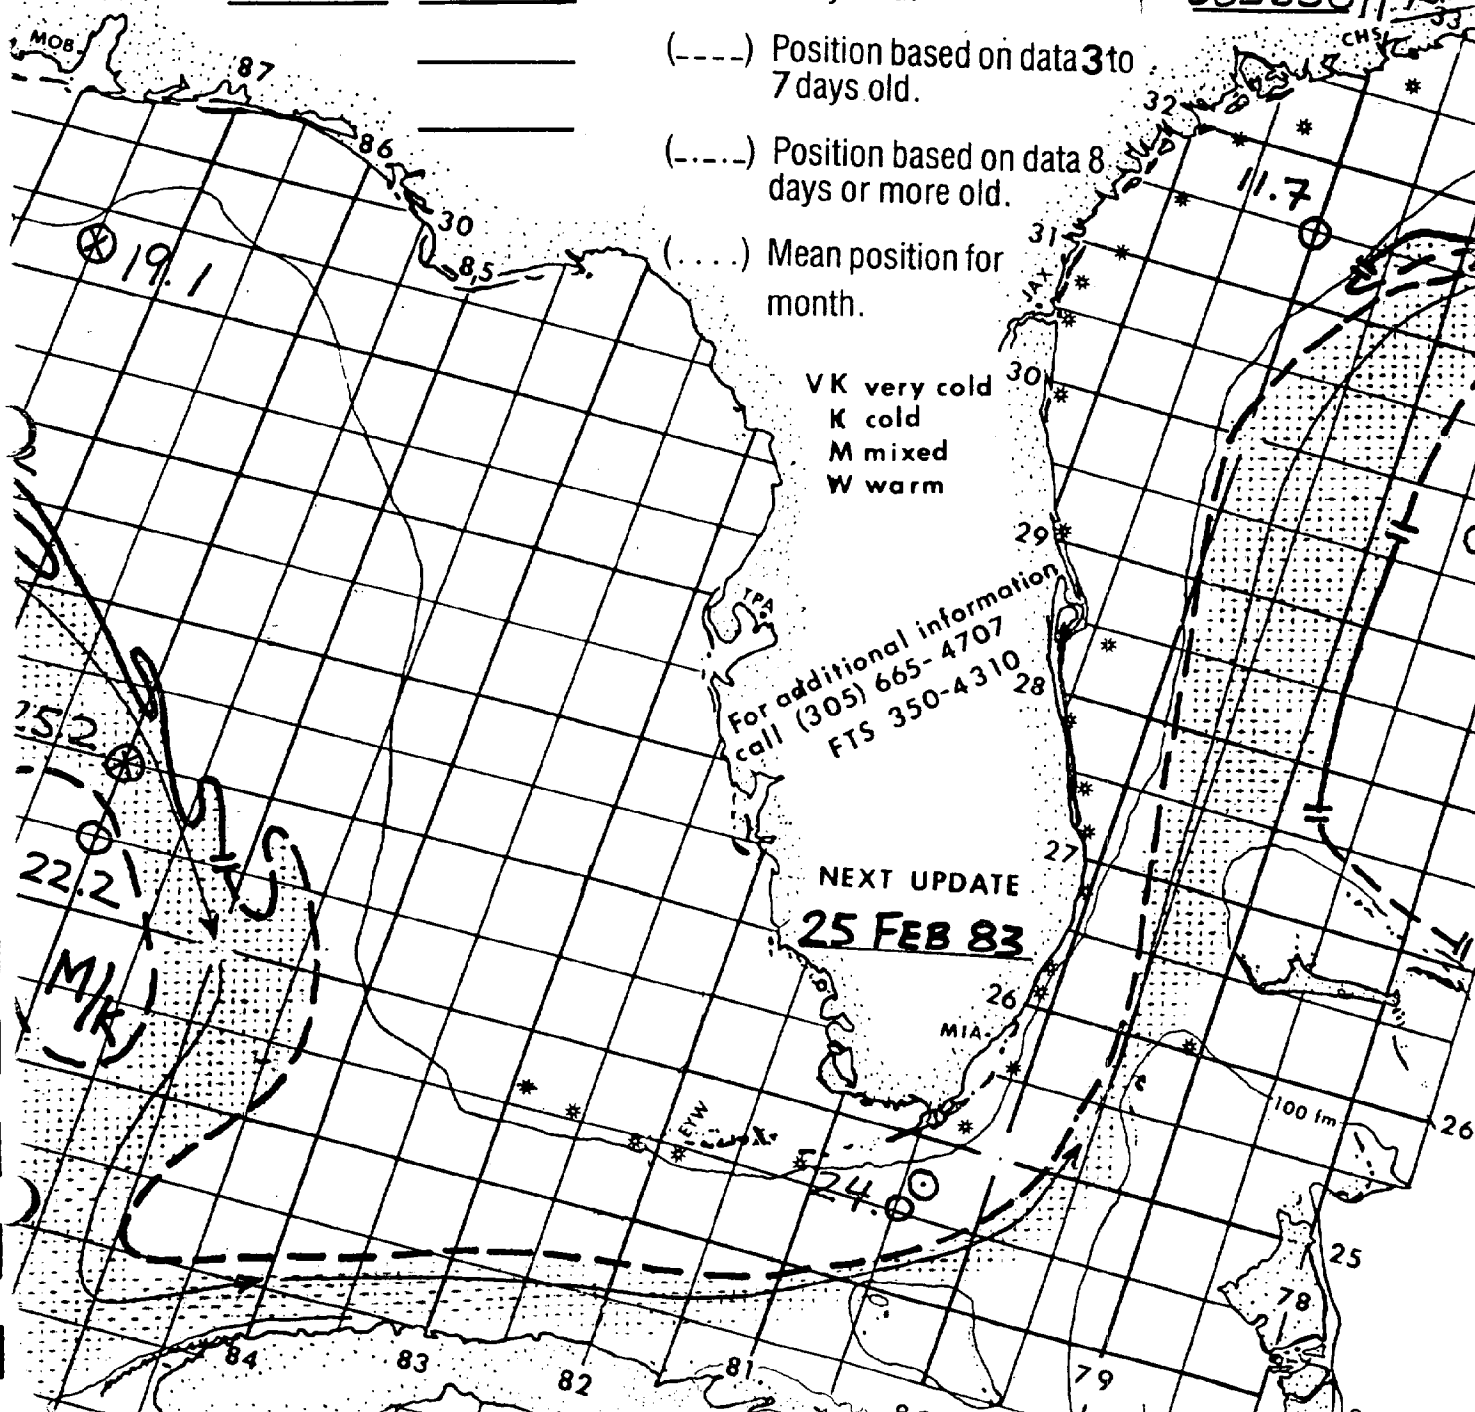 (----) Position based on data 3 to
7 days old.
(-.-.-) Position based on data 8
days or more old.
(....) Mean position for
month.
VK very cold
K cold
M mixed
W warm
For additional information
call (305) 665-4707
FTS 350-4310
NEXT UPDATE
25 FEB 83
MOB
87
86
30
85
19.1
CHS
33
32
11.7
31
JAX
30
29
TPA
28
25.2
22.2
M/K
27
26
MIA
EYW
24.0
100 fm
26
25
78
84
83
82
81
79